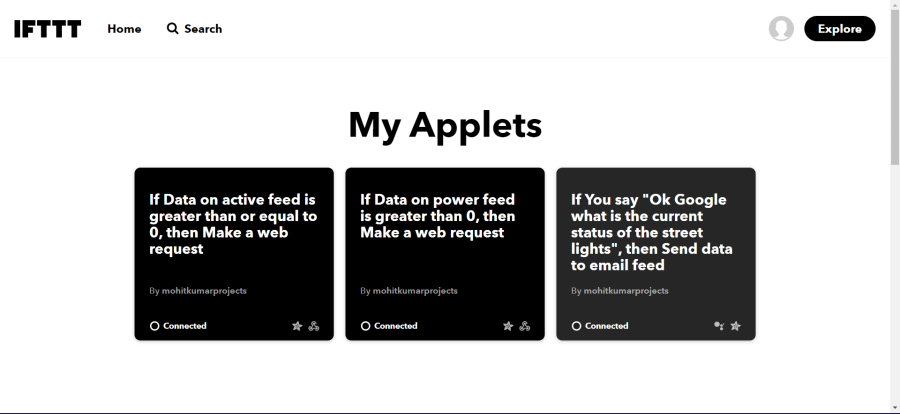 IFTTT Home Search Explore
My Applets
If Data on active feed is
greater than or equal to
0, then Make a web
request
By mohitkumarprojects
Connected
If Data on power feed
is greater than 0, then
Make a web request
By mohitkumarprojects
Connected
If You say "Ok Google
what is the current
status of the street
lights", then Send data
to email feed
By mohitkumarprojects
Connected